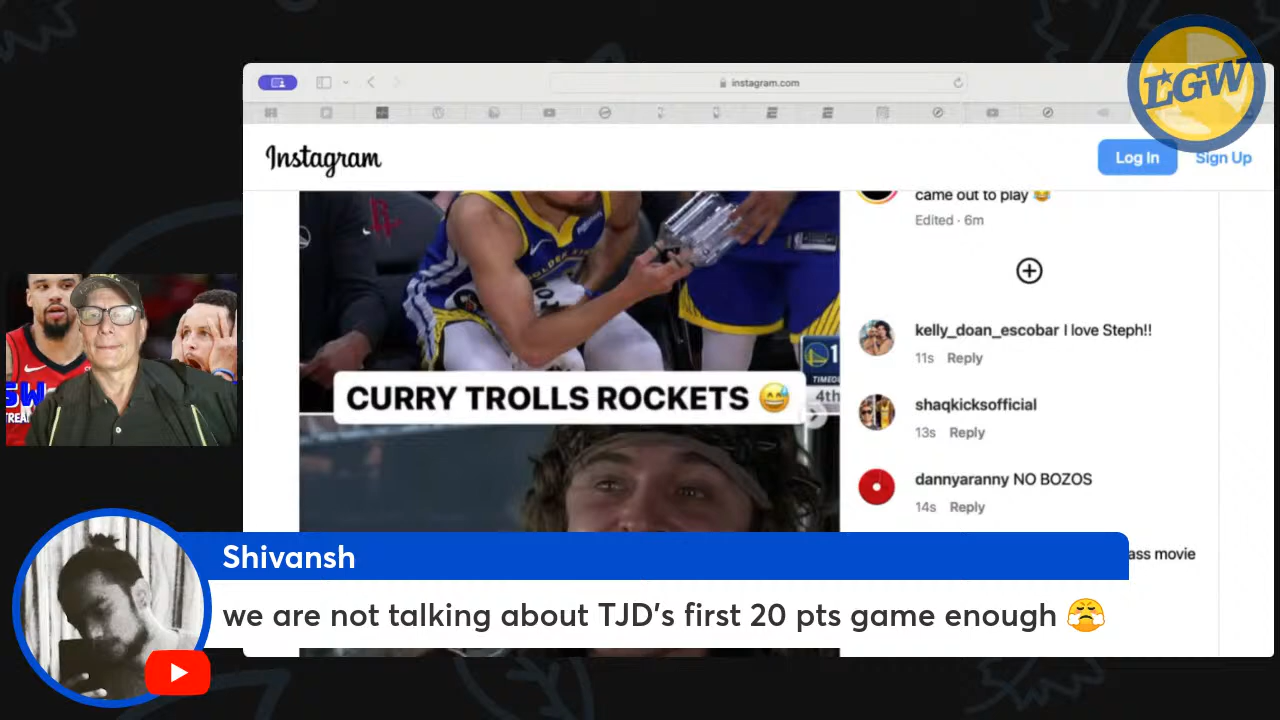 instagram.com
LGW
Instagram
Log In
Sign Up
came out to play 😂
Edited · 6m
kelly_doan_escobar I love Steph!!
11s Reply
TIMEO
4th
CURRY TROLLS ROCKETS 😅
shaqkicksofficial
13s Reply
dannyaranny NO BOZOS
14s Reply
ass movie
Shivansh
we are not talking about TJD's first 20 pts game enough 😤